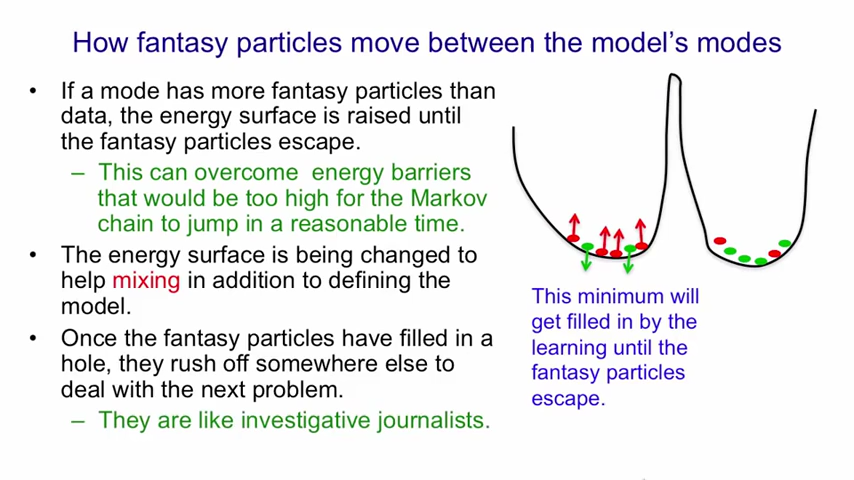 How fantasy particles move between the model's modes
• If a mode has more fantasy particles than
data, the energy surface is raised until
the fantasy particles escape.
– This can overcome energy barriers
that would be too high for the Markov
chain to jump in a reasonable time.
• The energy surface is being changed to
help mixing in addition to defining the
model.
• Once the fantasy particles have filled in a
hole, they rush off somewhere else to
deal with the next problem.
– They are like investigative journalists.
This minimum will
get filled in by the
learning until the
fantasy particles
escape.